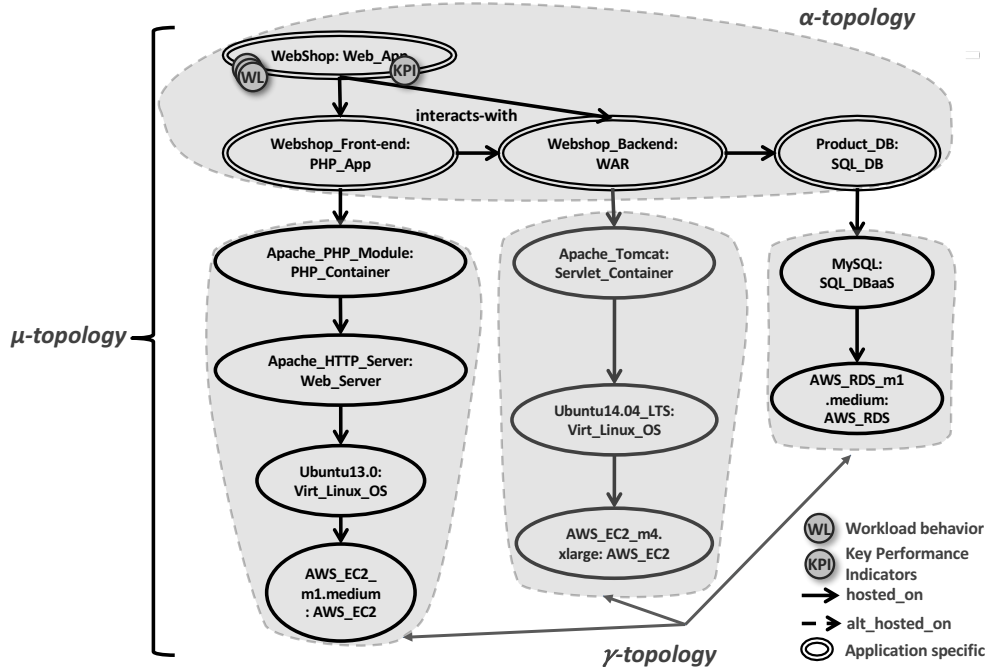 α-topology
WebShop: Web_App
WL
KPI
interacts-with
Webshop_Front-end:
PHP_App
Webshop_Backend:
WAR
Product_DB:
SQL_DB
μ-topology
Apache_PHP_Module:
PHP_Container
Apache_HTTP_Server:
Web_Server
Ubuntu13.0:
Virt_Linux_OS
AWS_EC2_
m1.medium
: AWS_EC2
Apache_Tomcat:
Servlet_Container
Ubuntu14.04_LTS:
Virt_Linux_OS
AWS_EC2_m4.
xlarge: AWS_EC2
MySQL:
SQL_DBaaS
AWS_RDS_m1
.medium:
AWS_RDS
γ-topology
WL Workload behavior
KPI Key Performance
Indicators
hosted_on
alt_hosted_on
Application specific